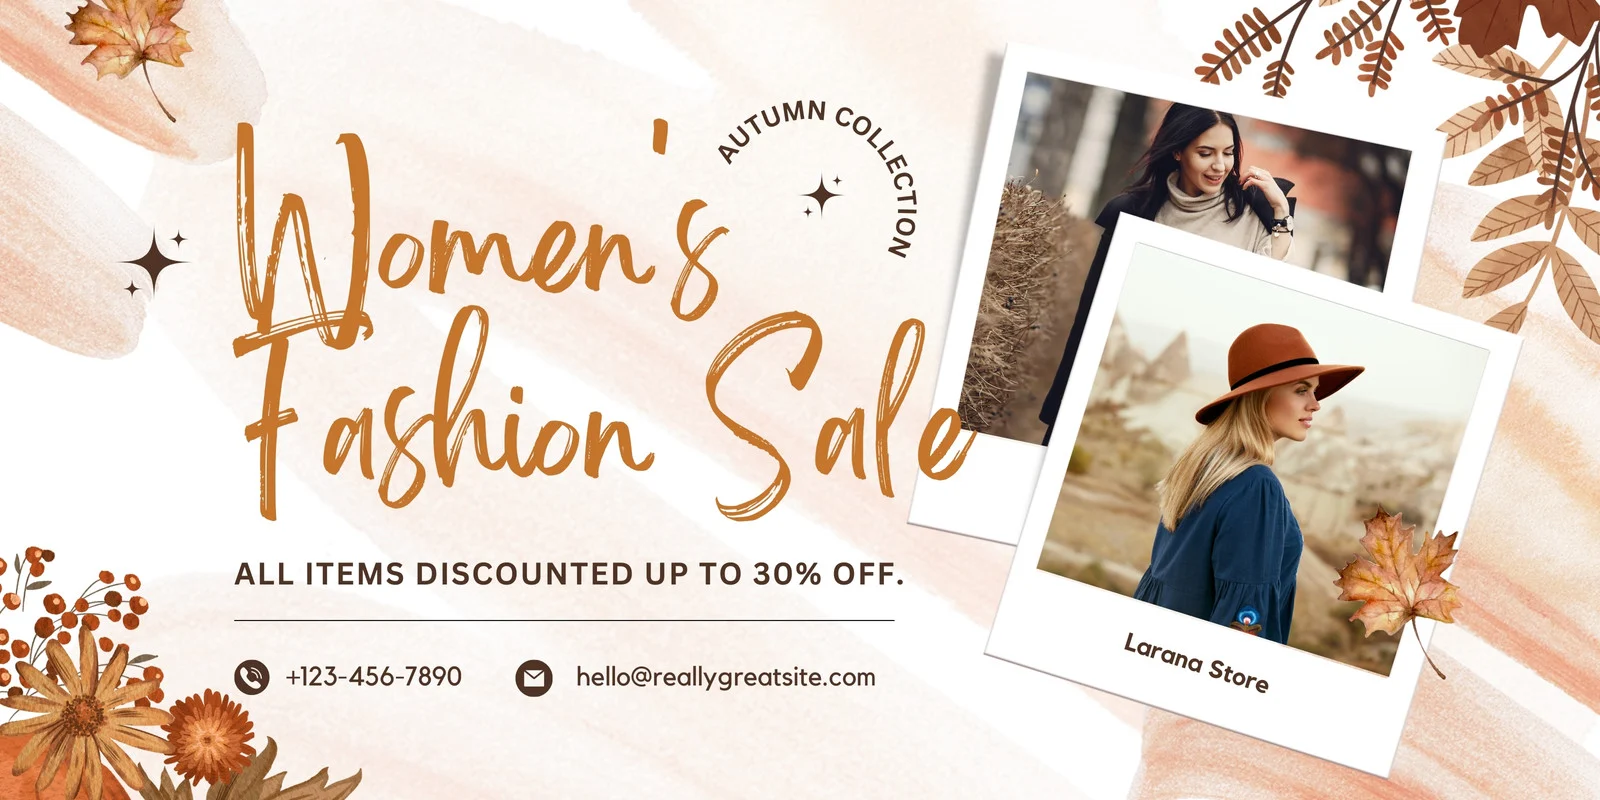 AUTUMN COLLECTION
Women's
Fashion Sale
ALL ITEMS DISCOUNTED UP TO 30% OFF.
+123-456-7890
hello@reallygreatsite.com
Larana Store